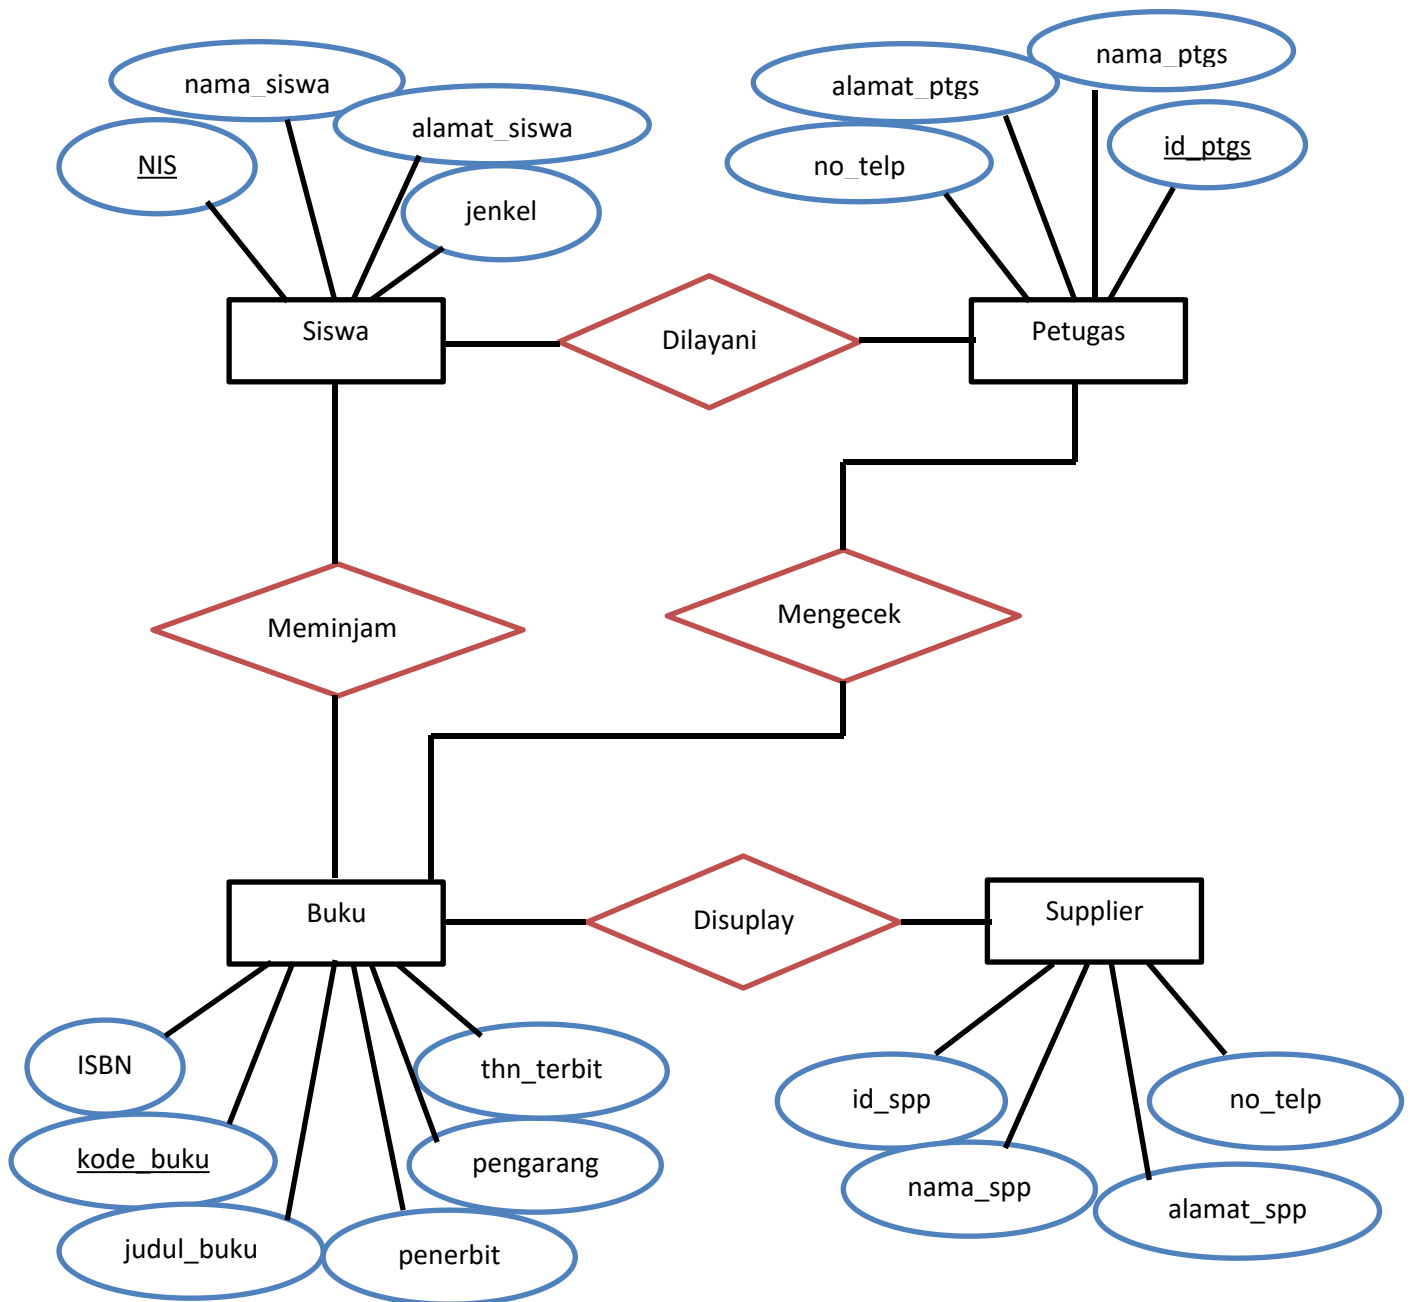 nama_ptgs
nama_siswa
alamat_ptgs
alamat_siswa
id_ptgs
NIS
no_telp
jenkel
Siswa
Dilayani
Petugas
Meminjam
Mengecek
Buku
Disuplay
Supplier
ISBN
thn_terbit
id_spp
no_telp
kode_buku
pengarang
nama_spp
alamat_spp
judul_buku
penerbit